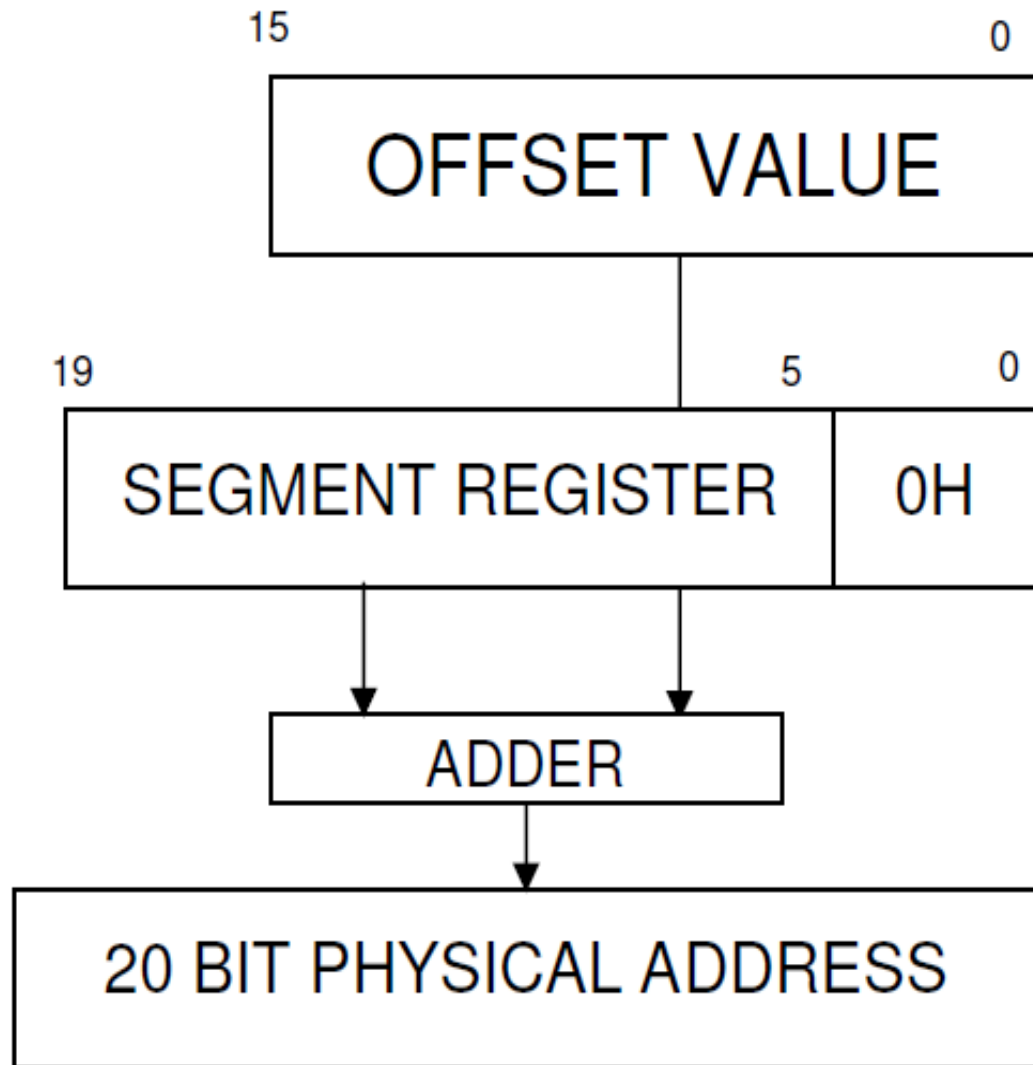 15 0
OFFSET VALUE
19 5 0
SEGMENT REGISTER 0H
ADDER
20 BIT PHYSICAL ADDRESS